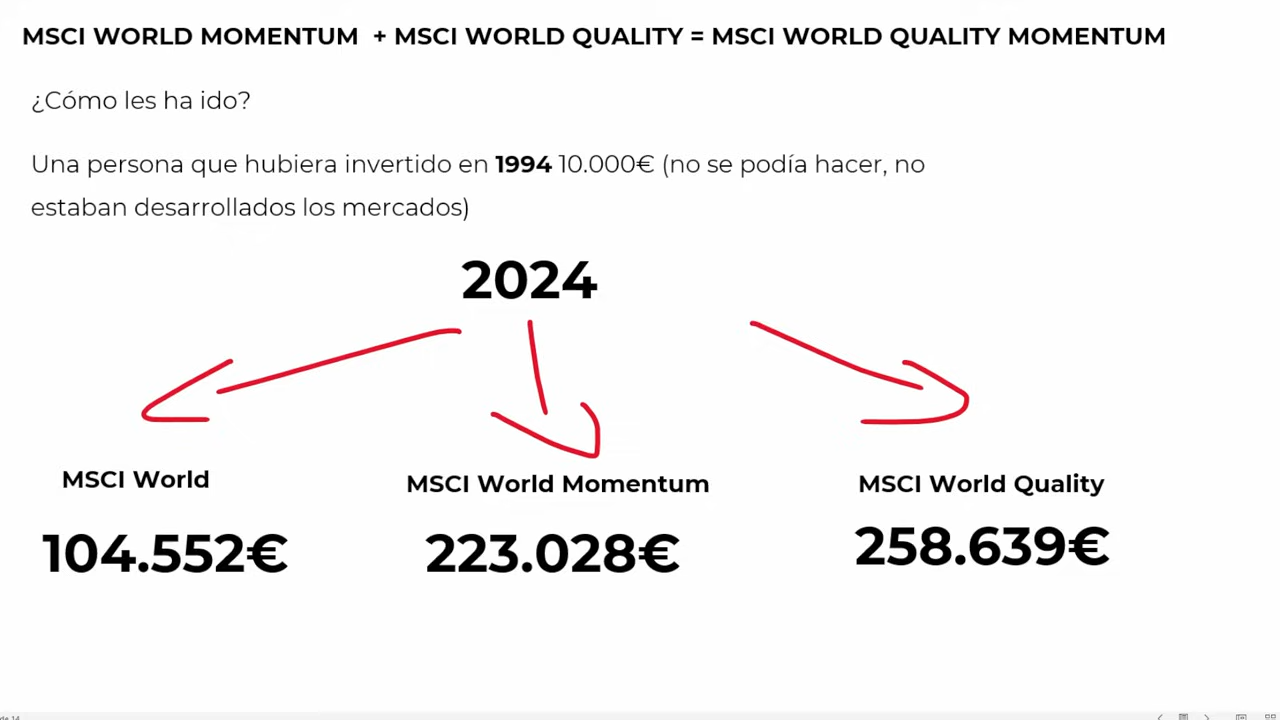 MSCI WORLD MOMENTUM + MSCI WORLD QUALITY = MSCI WORLD QUALITY MOMENTUM
¿Cómo les ha ido?
Una persona que hubiera invertido en 1994 10.000€ (no se podía hacer, no
estaban desarrollados los mercados)
2024
MSCI World
MSCI World Momentum
MSCI World Quality
104.552€
223.028€
258.639€
de 14